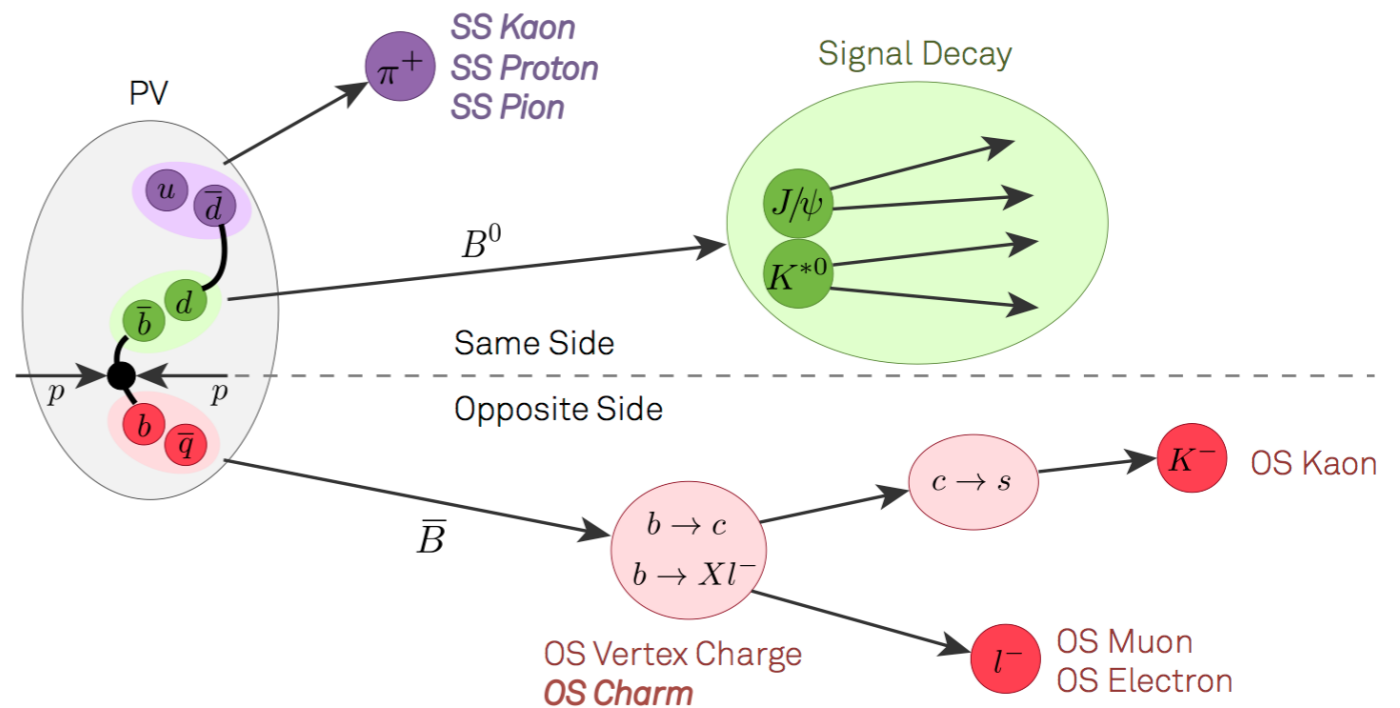 SS Kaon
SS Proton
SS Pion
π⁺
Signal Decay
PV
u
d̅
J/ψ
B⁰
K*⁰
d
b̅
Same Side
p
p
Opposite Side
b
q̅
K⁻
OS Kaon
c → s
b → c
B̅
b → Xl⁻
OS Vertex Charge
OS Charm
l⁻
OS Muon
OS Electron